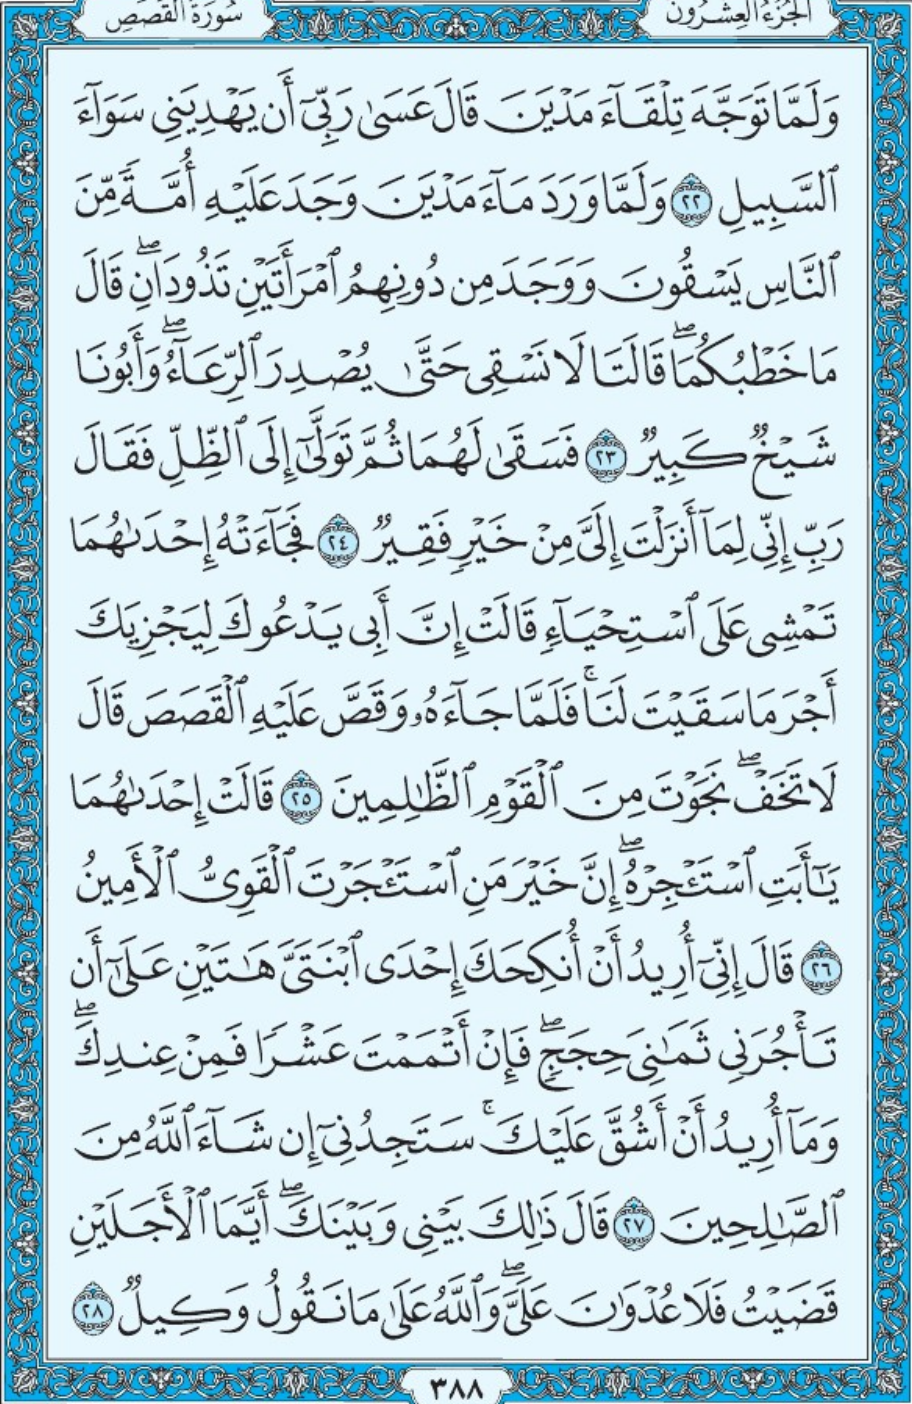 الجُزْءُ العِشْرُون
سُورَةُ القَصَصِ
وَلَمَّا تَوَجَّهَ تِلْقَآءَ مَدْيَنَ قَالَ عَسَىٰ رَبِّىٓ أَن يَهْدِيَنِى سَوَآءَ
ٱلسَّبِيلِ ٢٢ وَلَمَّا وَرَدَ مَآءَ مَدْيَنَ وَجَدَ عَلَيْهِ أُمَّةً مِّنَ
ٱلنَّاسِ يَسْقُونَ وَوَجَدَ مِن دُونِهِمُ ٱمْرَأَتَيْنِ تَذُودَانِۖ قَالَ
مَا خَطْبُكُمَاۖ قَالَتَا لَا نَسْقِى حَتَّىٰ يُصْدِرَ ٱلرِّعَآءُۖ وَأَبُونَا
شَيْخٌ كَبِيرٌ ٢٣ فَسَقَىٰ لَهُمَا ثُمَّ تَوَلَّىٰٓ إِلَى ٱلظِّلِّ فَقَالَ
رَبِّ إِنِّى لِمَآ أَنزَلْتَ إِلَىَّ مِنْ خَيْرٍ فَقِيرٌ ٢٤ فَجَآءَتْهُ إِحْدَىٰهُمَا
تَمْشِى عَلَى ٱسْتِحْيَآءٍ قَالَتْ إِنَّ أَبِى يَدْعُوكَ لِيَجْزِيَكَ
أَجْرَ مَا سَقَيْتَ لَنَاۚ فَلَمَّا جَآءَهُۥ وَقَصَّ عَلَيْهِ ٱلْقَصَصَ قَالَ
لَا تَخَفْۖ نَجَوْتَ مِنَ ٱلْقَوْمِ ٱلظَّٰلِمِينَ ٢٥ قَالَتْ إِحْدَىٰهُمَا
يَٰٓأَبَتِ ٱسْتَـْٔجِرْهُۖ إِنَّ خَيْرَ مَنِ ٱسْتَـْٔجَرْتَ ٱلْقَوِىُّ ٱلْأَمِينُ
٢٦ قَالَ إِنِّىٓ أُرِيدُ أَنْ أُنكِحَكَ إِحْدَى ٱبْنَتَىَّ هَٰتَيْنِ عَلَىٰٓ أَن
تَأْجُرَنِى ثَمَٰنِىَ حِجَجٍۖ فَإِنْ أَتْمَمْتَ عَشْرًا فَمِنْ عِندِكَۖ
وَمَآ أُرِيدُ أَنْ أَشُقَّ عَلَيْكَۚ سَتَجِدُنِىٓ إِن شَآءَ ٱللَّهُ مِنَ
ٱلصَّٰلِحِينَ ٢٧ قَالَ ذَٰلِكَ بَيْنِى وَبَيْنَكَۖ أَيَّمَا ٱلْأَجَلَيْنِ
قَضَيْتُ فَلَا عُدْوَٰنَ عَلَىَّۖ وَٱللَّهُ عَلَىٰ مَا نَقُولُ وَكِيلٌ ٢٨
٣٨٨